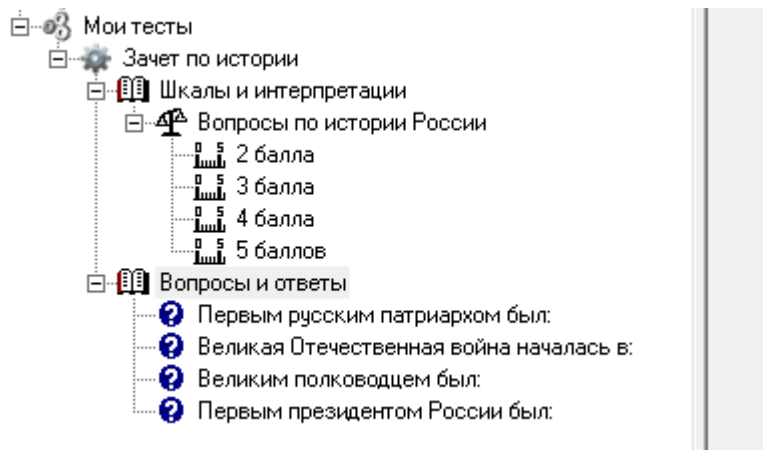 Мои тесты
Зачет по истории
Шкалы и интерпретации
Вопросы по истории России
2 балла
3 балла
4 балла
5 баллов
Вопросы и ответы
Первым русским патриархом был:
Великая Отечественная война началась в:
Великим полководцем был:
Первым президентом России был: